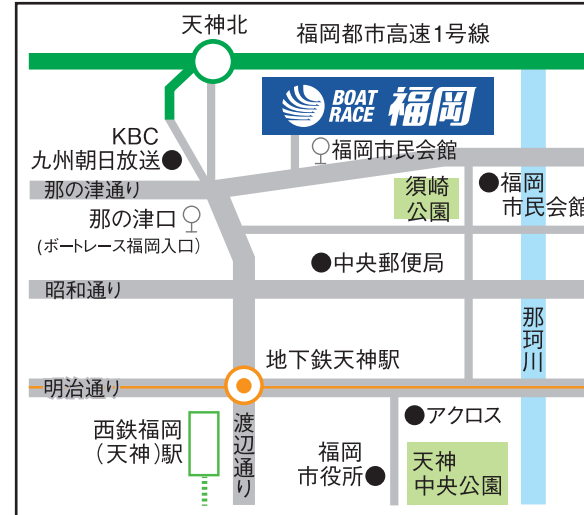 天神北
福岡都市高速1号線
BOAT
RACE 福岡
KBC
九州朝日放送
福岡市民会館
那の津通り
須崎
公園
福岡
市民会館
那の津口
(ボートレース福岡入口)
中央郵便局
昭和通り
那珂川
地下鉄天神駅
明治通り
西鉄福岡
(天神)駅
渡辺通り
アクロス
福岡
市役所
天神
中央公園